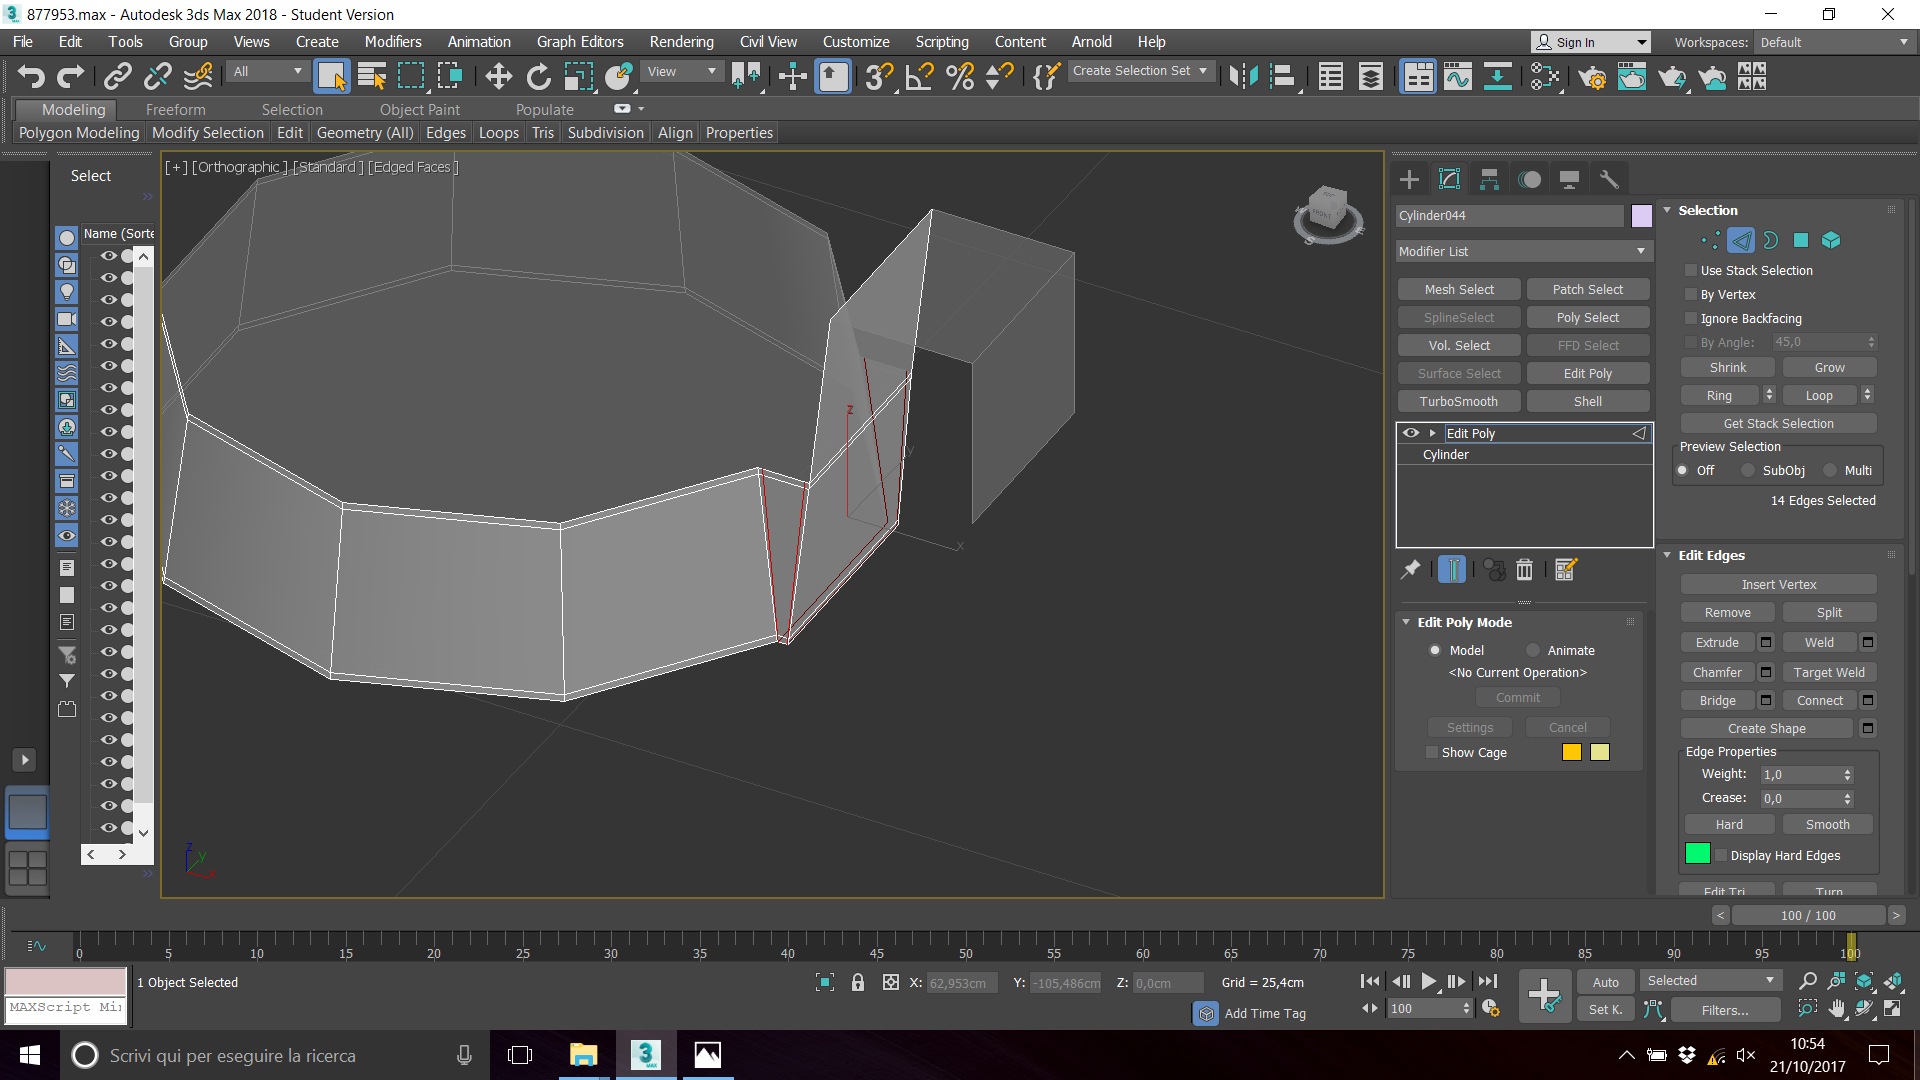 877953.max - Autodesk 3ds Max 2018 - Student Version
File Edit Tools Group Views Create Modifiers Animation Graph Editors Rendering Civil View Customize Scripting Content Arnold Help
Sign In Workspaces: Default
All View Create Selection Set
Modeling Freeform Selection Object Paint Populate
Polygon Modeling Modify Selection Edit Geometry (All) Edges Loops Tris Subdivision Align Properties
[+] [Orthographic] [Standard] [Edged Faces]
Select
Name (Sorte
FRONT
S
z
y
x
z
y
x
Cylinder044
Modifier List
Mesh Select Patch Select
SplineSelect Poly Select
Vol. Select FFD Select
Surface Select Edit Poly
TurboSmooth Shell
Edit Poly
Cylinder
Edit Poly Mode
Model Animate
<No Current Operation>
Commit
Settings Cancel
Show Cage
Selection
Use Stack Selection
By Vertex
Ignore Backfacing
By Angle: 45,0
Shrink Grow
Ring Loop
Get Stack Selection
Preview Selection
Off SubObj Multi
14 Edges Selected
Edit Edges
Insert Vertex
Remove Split
Extrude Weld
Chamfer Target Weld
Bridge Connect
Create Shape
Edge Properties
Weight: 1,0
Crease: 0,0
Hard Smooth
Display Hard Edges
Edit Tri. Turn
< 100 / 100 >
0 5 10 15 20 25 30 35 40 45 50 55 60 65 70 75 80 85 90 95 100
1 Object Selected
X: 62,953cm Y: -105,486cm Z: 0,0cm Grid = 25,4cm
Auto Selected
MAXScript Mi
Add Time Tag
100
Set K. Filters...
Scrivi qui per eseguire la ricerca
3
MAX
10:54
21/10/2017